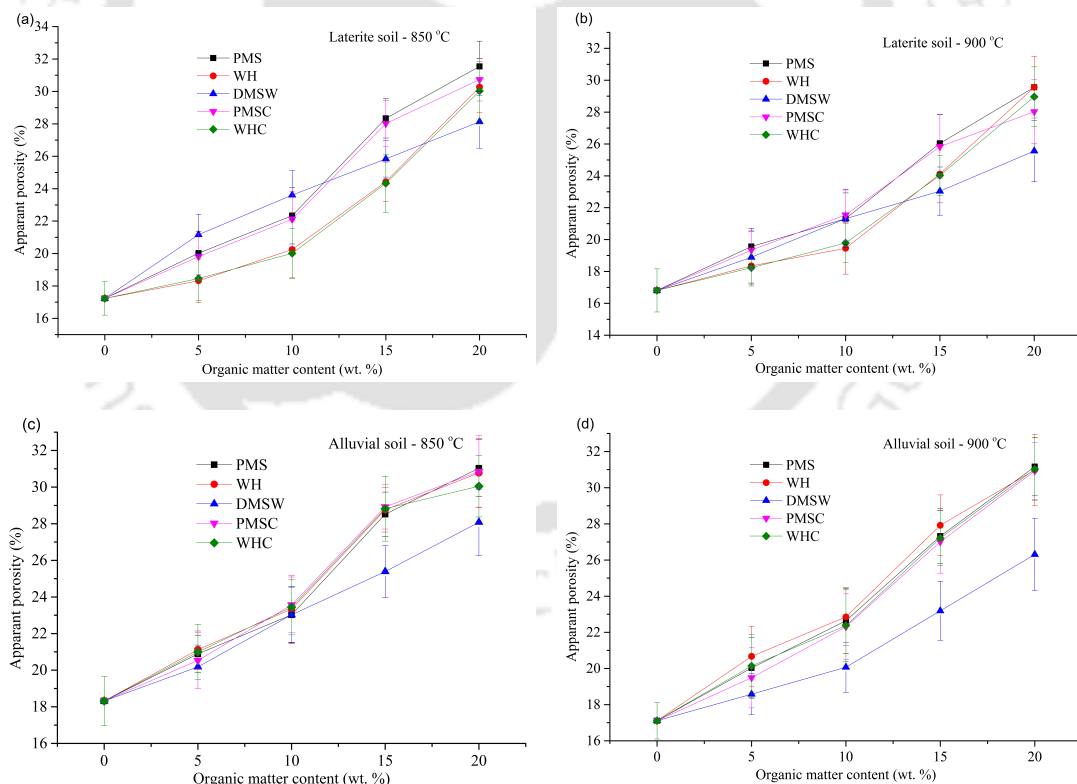 (a)
Laterite soil - 850 °C
PMS
WH
DMSW
PMSC
WHC
Apparant porosity (%)
34
32
30
28
26
24
22
20
18
16
0 5 10 15 20
Organic matter content (wt. %)
(b)
Laterite soil - 900 °C
PMS
WH
DMSW
PMSC
WHC
Apparant porosity (%)
32
30
28
26
24
22
20
18
16
14
0 5 10 15 20
Organic matter content (wt. %)
(c)
Alluvial soil - 850 °C
PMS
WH
DMSW
PMSC
WHC
Apparant porosity (%)
32
30
28
26
24
22
20
18
16
0 5 10 15 20
Organic matter content (wt. %)
(d)
Alluvial soil - 900 °C
PMS
WH
DMSW
PMSC
WHC
Apparant porosity (%)
32
30
28
26
24
22
20
18
16
0 5 10 15 20
Organic matter content (wt. %)